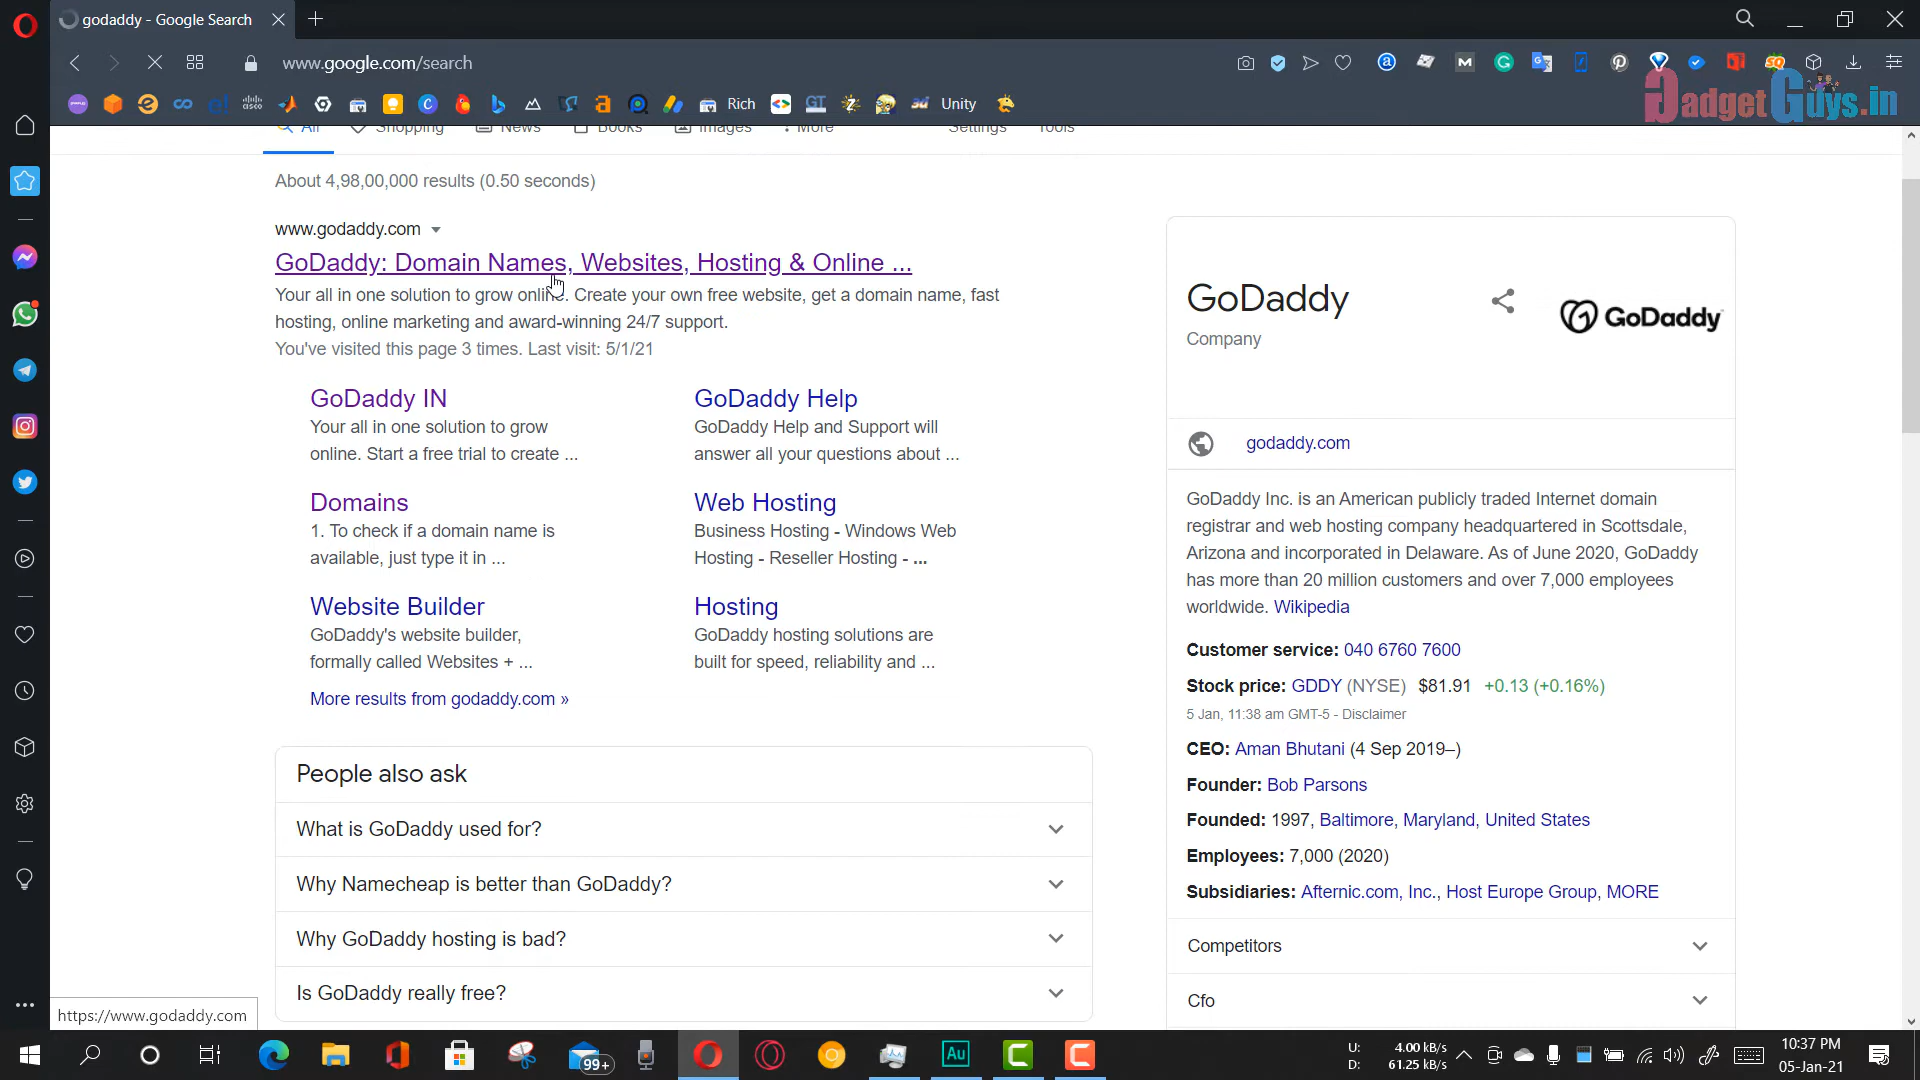 godaddy - Google Search
www.google.com/search
Rich
GT
Unity
GadgetGuys.in
All
Shopping
News
Books
Images
More
Settings
Tools
About 4,98,00,000 results (0.50 seconds)
www.godaddy.com
GoDaddy: Domain Names, Websites, Hosting & Online ...
Your all in one solution to grow online. Create your own free website, get a domain name, fast
hosting, online marketing and award-winning 24/7 support.
You've visited this page 3 times. Last visit: 5/1/21
GoDaddy IN
Your all in one solution to grow
online. Start a free trial to create ...
GoDaddy Help
GoDaddy Help and Support will
answer all your questions about ...
Domains
1. To check if a domain name is
available, just type it in ...
Web Hosting
Business Hosting - Windows Web
Hosting - Reseller Hosting - ...
Website Builder
GoDaddy's website builder,
formally called Websites + ...
Hosting
GoDaddy hosting solutions are
built for speed, reliability and ...
More results from godaddy.com »
People also ask
What is GoDaddy used for?
Why Namecheap is better than GoDaddy?
Why GoDaddy hosting is bad?
Is GoDaddy really free?
GoDaddy
Company
GoDaddy
godaddy.com
GoDaddy Inc. is an American publicly traded Internet domain
registrar and web hosting company headquartered in Scottsdale,
Arizona and incorporated in Delaware. As of June 2020, GoDaddy
has more than 20 million customers and over 7,000 employees
worldwide. Wikipedia
Customer service: 040 6760 7600
Stock price: GDDY (NYSE) $81.91 +0.13 (+0.16%)
5 Jan, 11:38 am GMT-5 - Disclaimer
CEO: Aman Bhutani (4 Sep 2019–)
Founder: Bob Parsons
Founded: 1997, Baltimore, Maryland, United States
Employees: 7,000 (2020)
Subsidiaries: Afternic.com, Inc., Host Europe Group, MORE
Competitors
Cfo
https://www.godaddy.com
99+
Au
U: 4.00 kB/s
D: 61.25 kB/s
10:37 PM
05-Jan-21